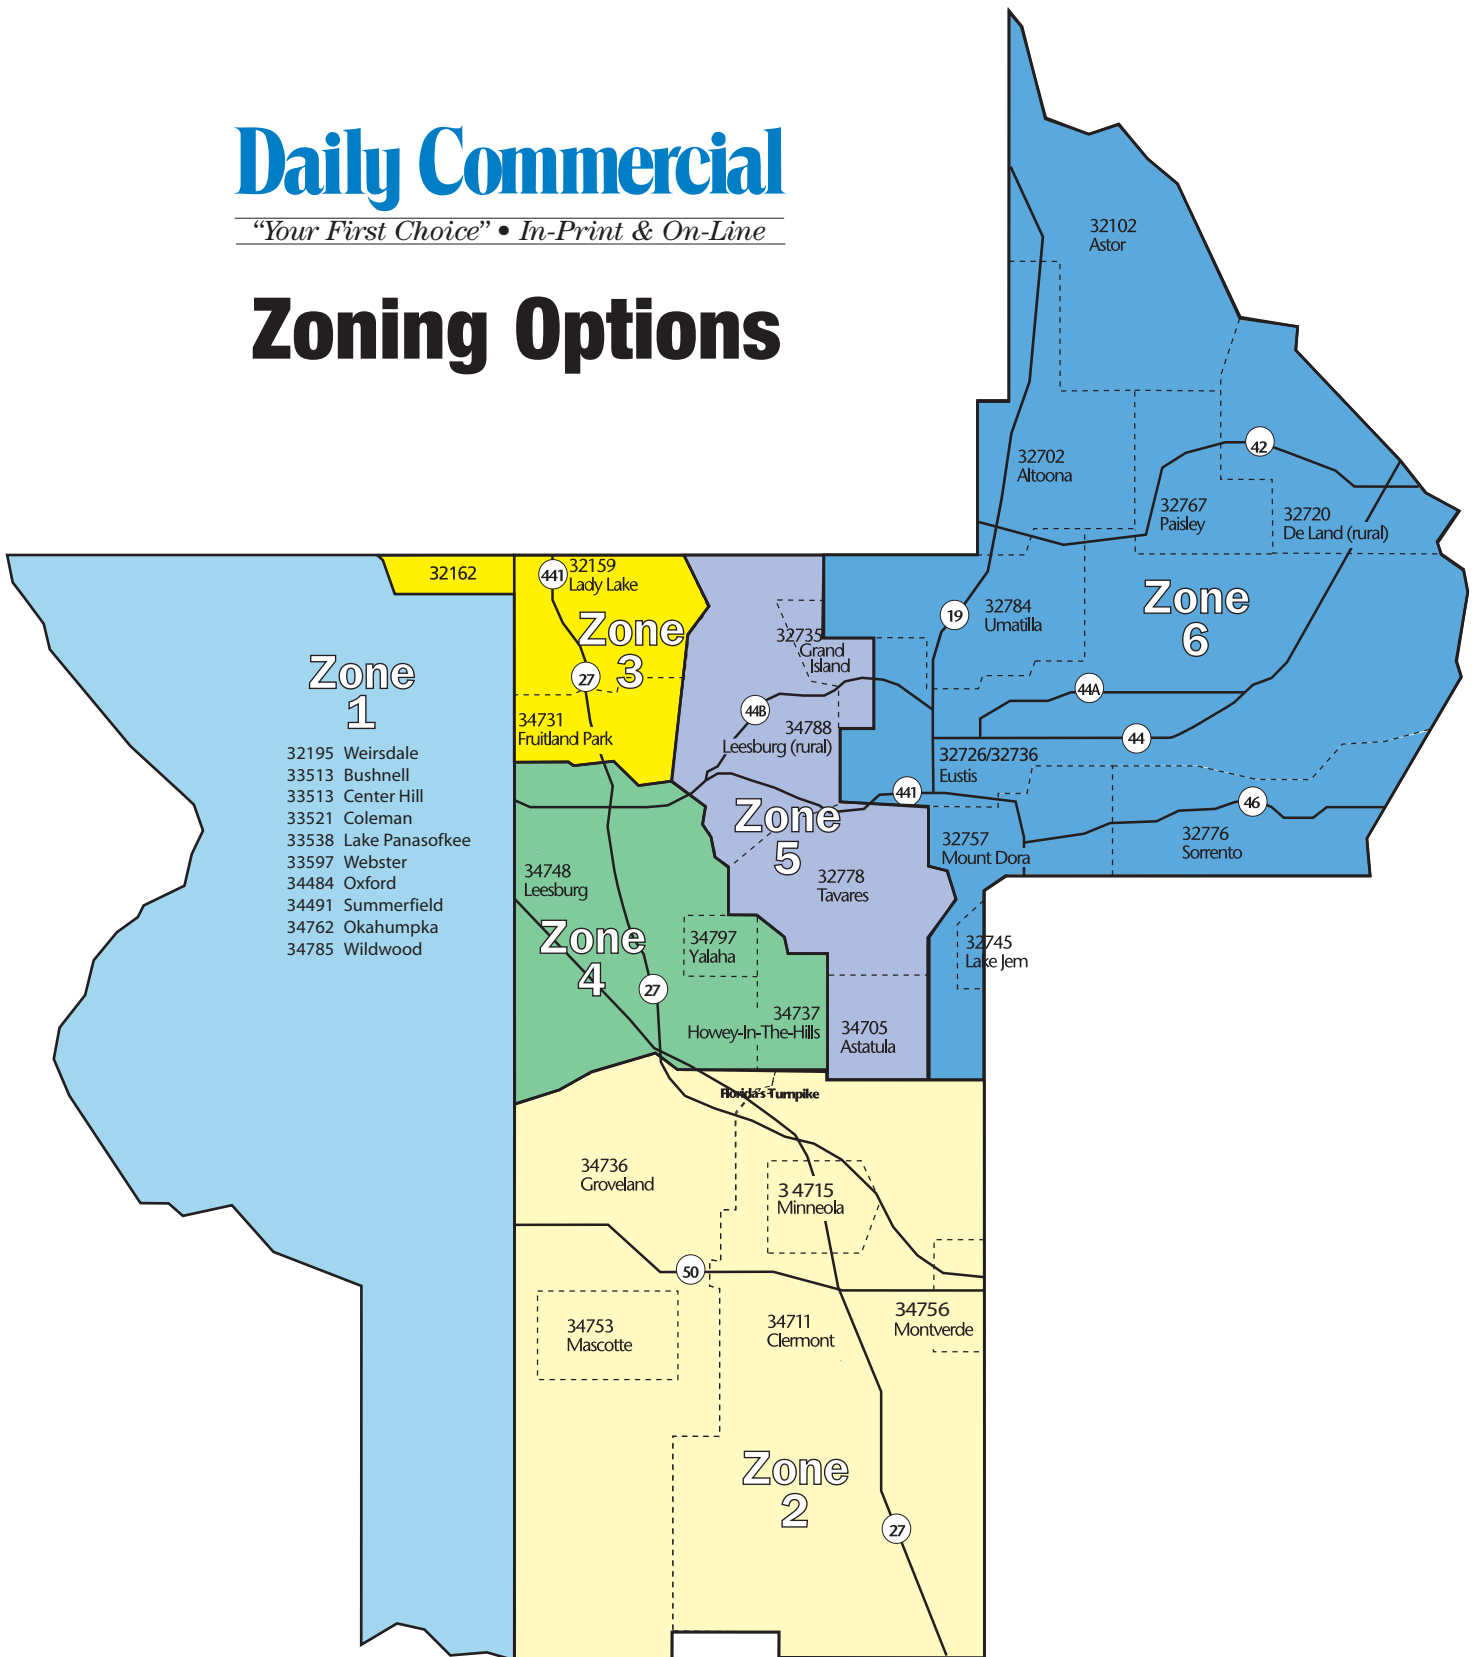 Daily Commercial
“Your First Choice” • In-Print & On-Line
Zoning Options
32102
Astor
42
32702
Altoona
32767
Paisley
32720
De Land (rural)
32162
441
32159
Lady Lake
Zone
3
27
34731
Fruitland Park
32735
Grand
Island
19
32784
Umatilla
Zone
6
44A
44B
34788
Leesburg (rural)
44
32726/32736
Eustis
441
46
32757
Mount Dora
32776
Sorrento
Zone
1
32195 Weirsdale
33513 Bushnell
33513 Center Hill
33521 Coleman
33538 Lake Panasofkee
33597 Webster
34484 Oxford
34491 Summerfield
34762 Okahumpka
34785 Wildwood
Zone
5
32778
Tavares
34748
Leesburg
Zone
4
27
34797
Yalaha
32745
Lake Jem
34737
Howey-In-The-Hills
34705
Astatula
Florida's Turnpike
34736
Groveland
3 4715
Minneola
50
34753
Mascotte
34711
Clermont
34756
Montverde
Zone
2
27